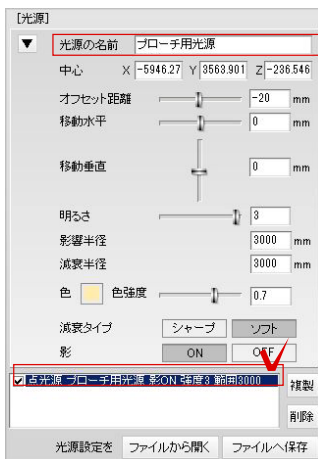 [光源]
▼ 光源の名前 ブローチ用光源
中心 X -5946.27 Y 3563.901 Z -236.546
オフセット距離 -20 mm
移動水平 0 mm
移動垂直 0 mm
明るさ 3
影響半径 3000 mm
減衰半径 3000 mm
色 色強度 0.7
減衰タイプ シャープ ソフト
影 ON OFF
点光源 ブローチ用光源 影ON 強度3 範囲3000
複製
削除
光源設定を ファイルから開く ファイルへ保存